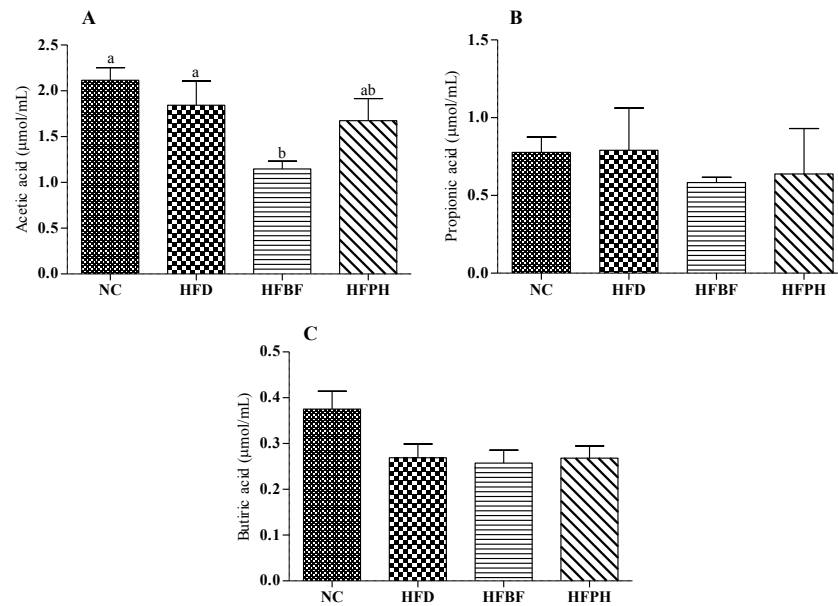 A
Acetic acid (μmol/mL)
2.5
2.0
1.5
1.0
0.5
0.0
a
a
b
ab
NC
HFD
HFBF
HFPH
B
Propionic acid (μmol/mL)
1.5
1.0
0.5
0.0
NC
HFD
HFBF
HFPH
C
Butiric acid (μmol/mL)
0.5
0.4
0.3
0.2
0.1
0.0
NC
HFD
HFBF
HFPH